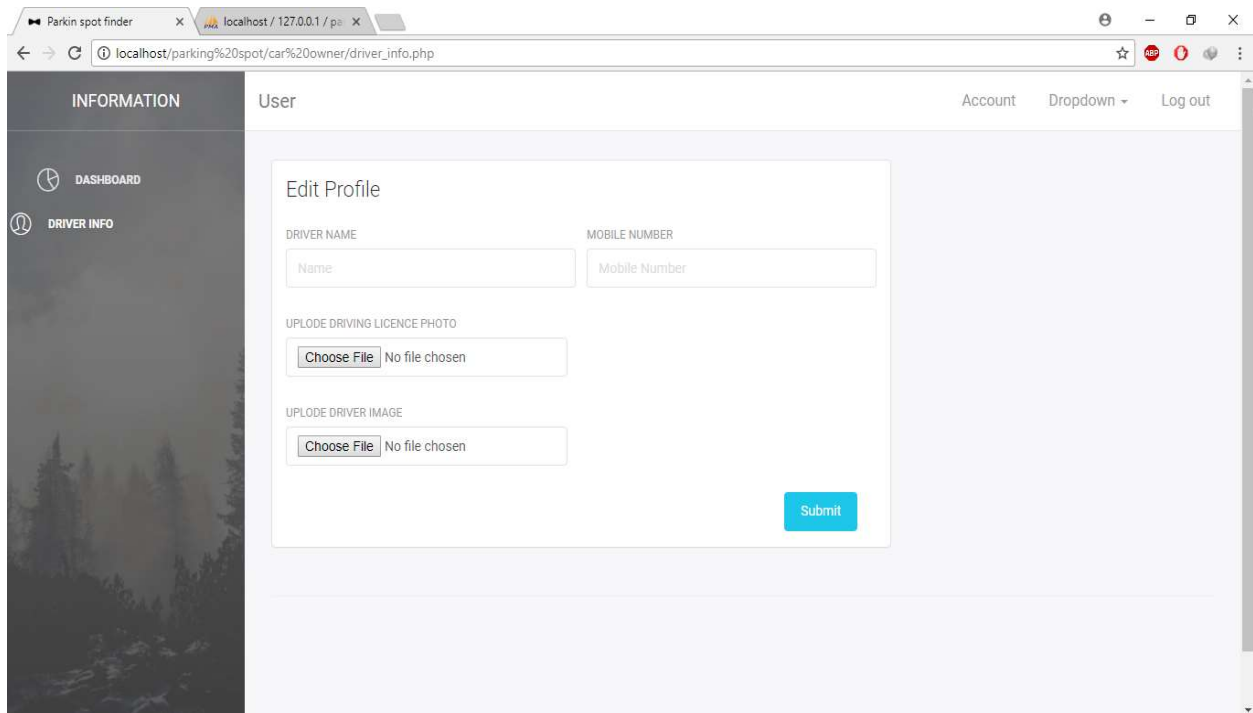 Parkin spot finder
localhost / 127.0.0.1 / pa
localhost/parking%20spot/car%20owner/driver_info.php
ABP
INFORMATION
User
Account
Dropdown
Log out
DASHBOARD
DRIVER INFO
Edit Profile
DRIVER NAME
MOBILE NUMBER
Name
Mobile Number
UPLODE DRIVING LICENCE PHOTO
Choose File No file chosen
UPLODE DRIVER IMAGE
Choose File No file chosen
Submit